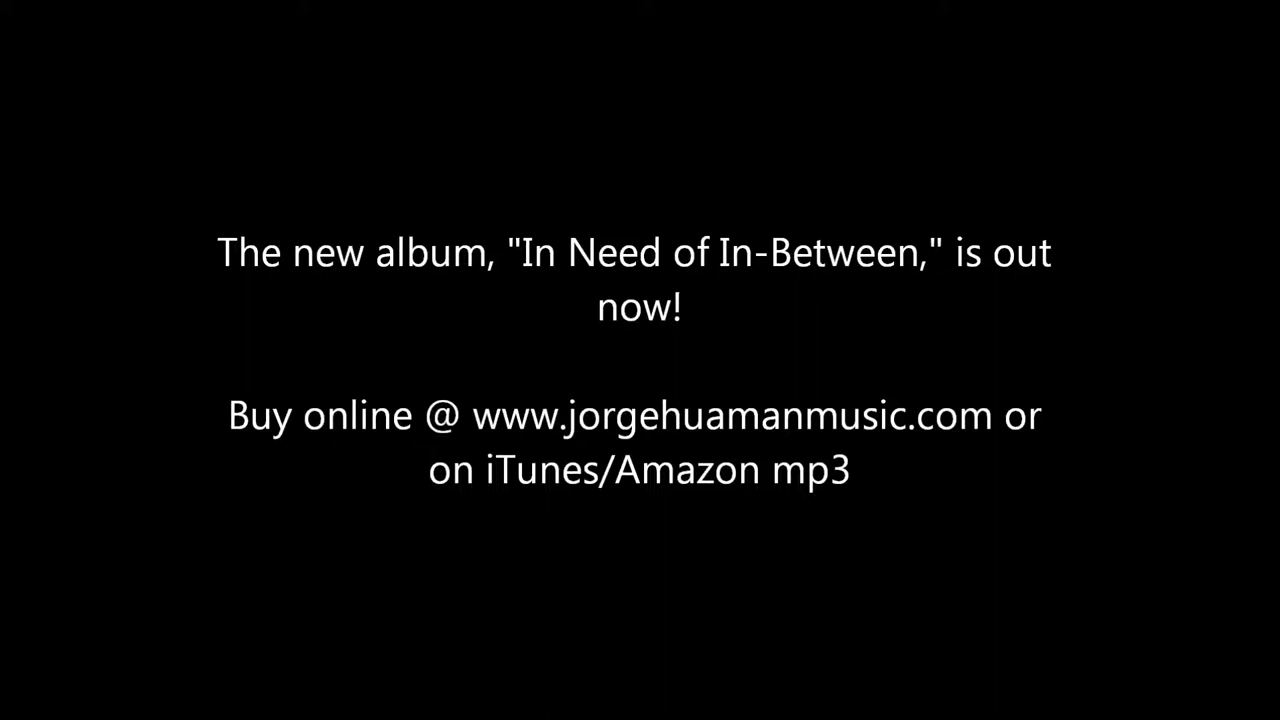 The new album, "In Need of In-Between," is out
now!
Buy online @ www.jorgehuamanmusic.com or
on iTunes/Amazon mp3